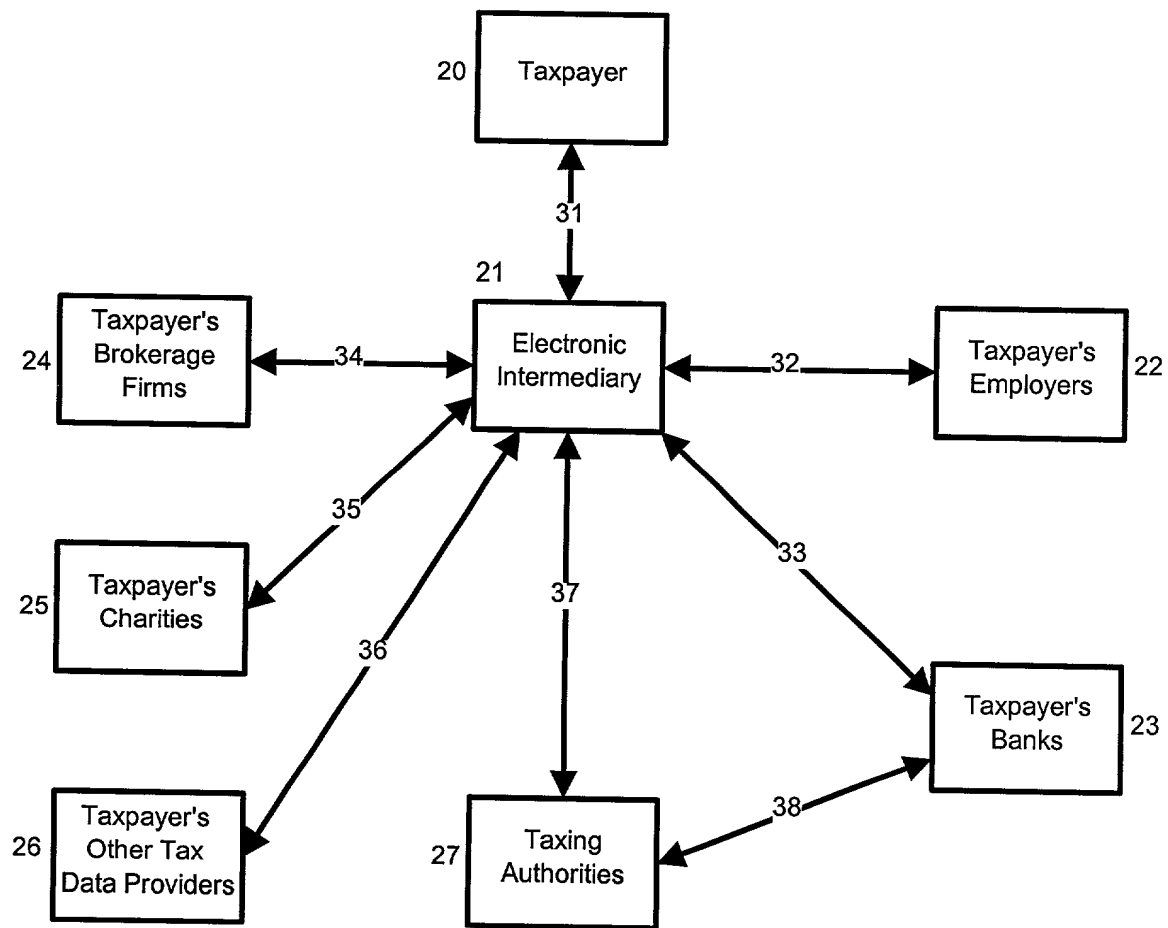 20
Taxpayer
31
21
Electronic
Intermediary
24
Taxpayer's
Brokerage
Firms
34
32
Taxpayer's
Employers
22
35
33
25
Taxpayer's
Charities
37
36
Taxpayer's
Banks
23
38
26
Taxpayer's
Other Tax
Data Providers
27
Taxing
Authorities